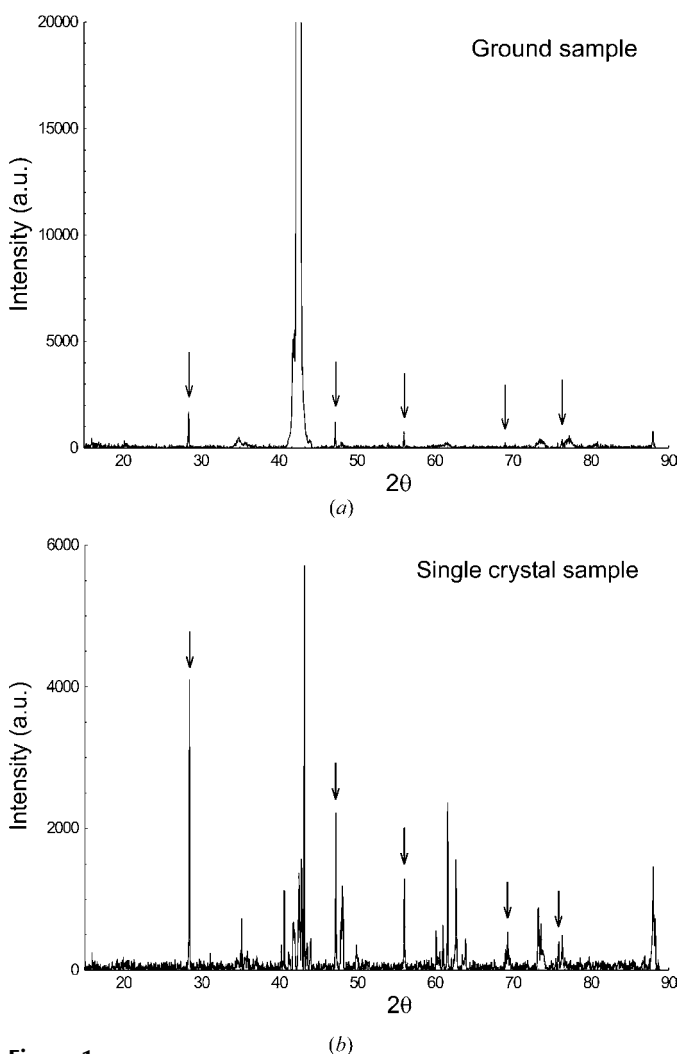 20000
Ground sample
15000
Intensity (a.u.)
10000
5000
0
20 30 40 50 60 70 80 90
2θ
(a)
6000
Single crystal sample
4000
Intensity (a.u.)
2000
0
20 30 40 50 60 70 80 90
2θ
(b)